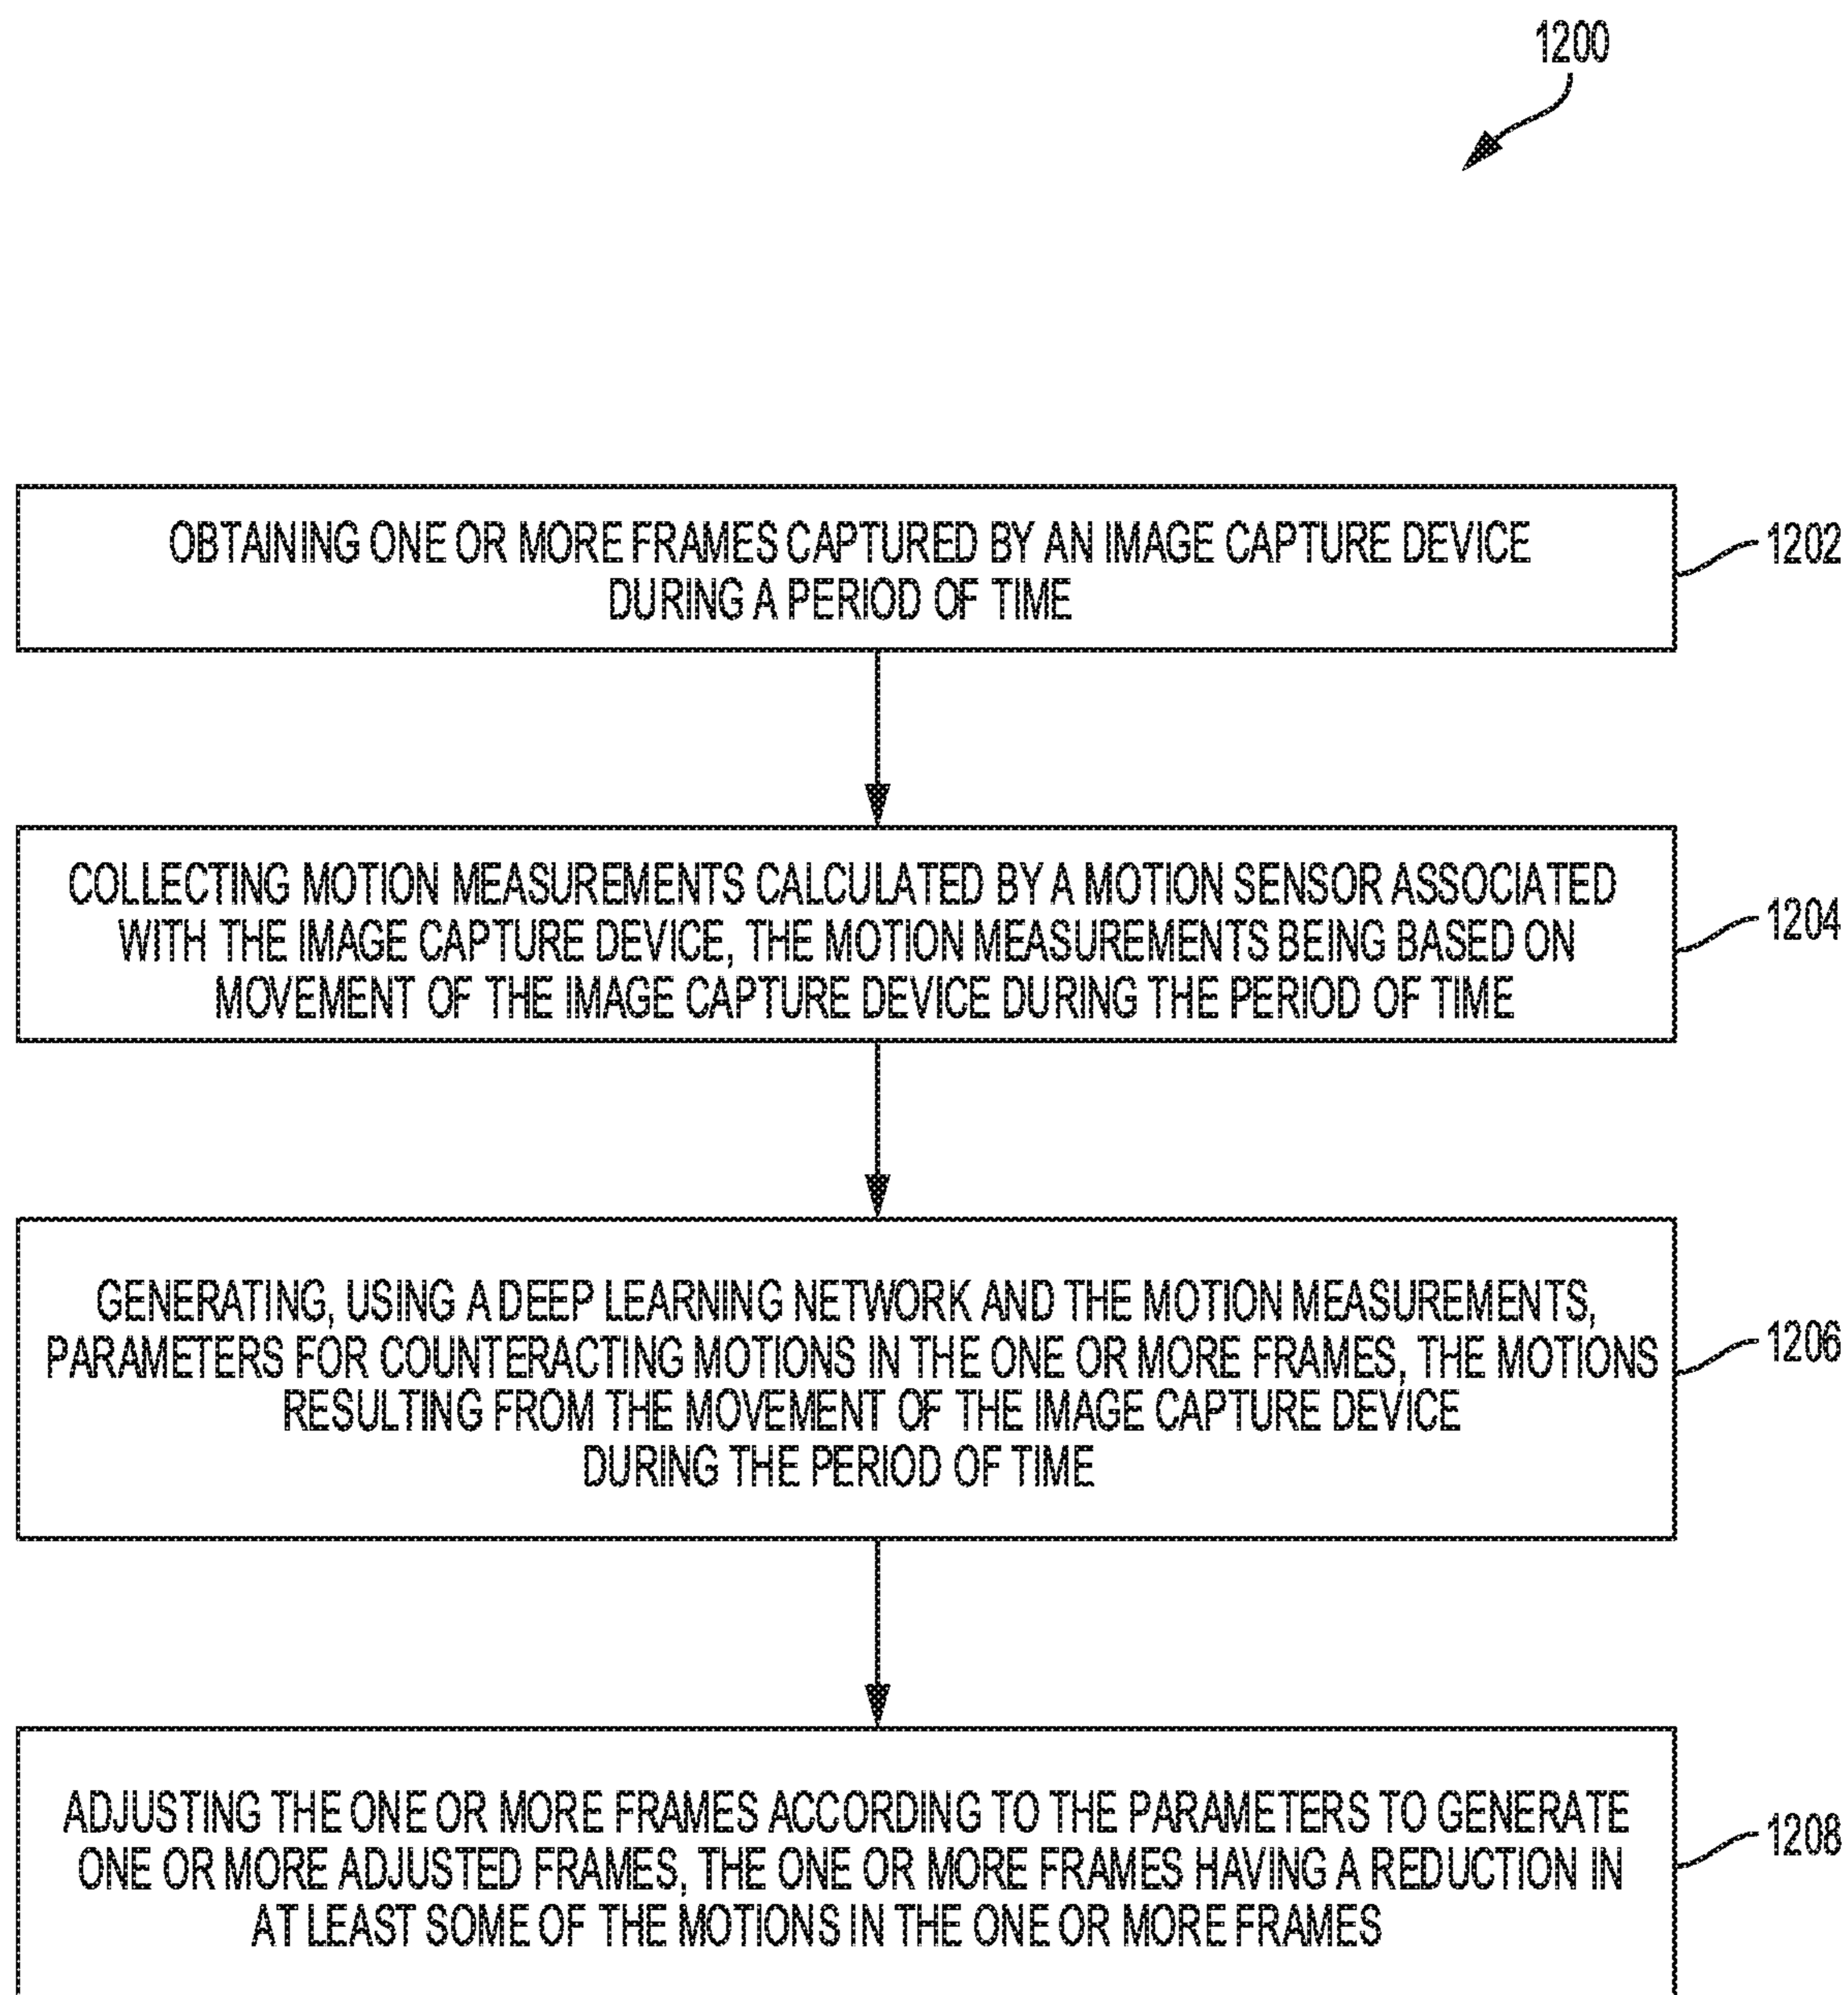 1200
OBTAINING ONE OR MORE FRAMES CAPTURED BY AN IMAGE CAPTURE DEVICE
DURING A PERIOD OF TIME
1202
COLLECTING MOTION MEASUREMENTS CALCULATED BY A MOTION SENSOR ASSOCIATED
WITH THE IMAGE CAPTURE DEVICE, THE MOTION MEASUREMENTS BEING BASED ON
MOVEMENT OF THE IMAGE CAPTURE DEVICE DURING THE PERIOD OF TIME
1204
GENERATING, USING A DEEP LEARNING NETWORK AND THE MOTION MEASUREMENTS,
PARAMETERS FOR COUNTERACTING MOTIONS IN THE ONE OR MORE FRAMES, THE MOTIONS
RESULTING FROM THE MOVEMENT OF THE IMAGE CAPTURE DEVICE
DURING THE PERIOD OF TIME
1206
ADJUSTING THE ONE OR MORE FRAMES ACCORDING TO THE PARAMETERS TO GENERATE
ONE OR MORE ADJUSTED FRAMES, THE ONE OR MORE FRAMES HAVING A REDUCTION IN
AT LEAST SOME OF THE MOTIONS IN THE ONE OR MORE FRAMES
1208